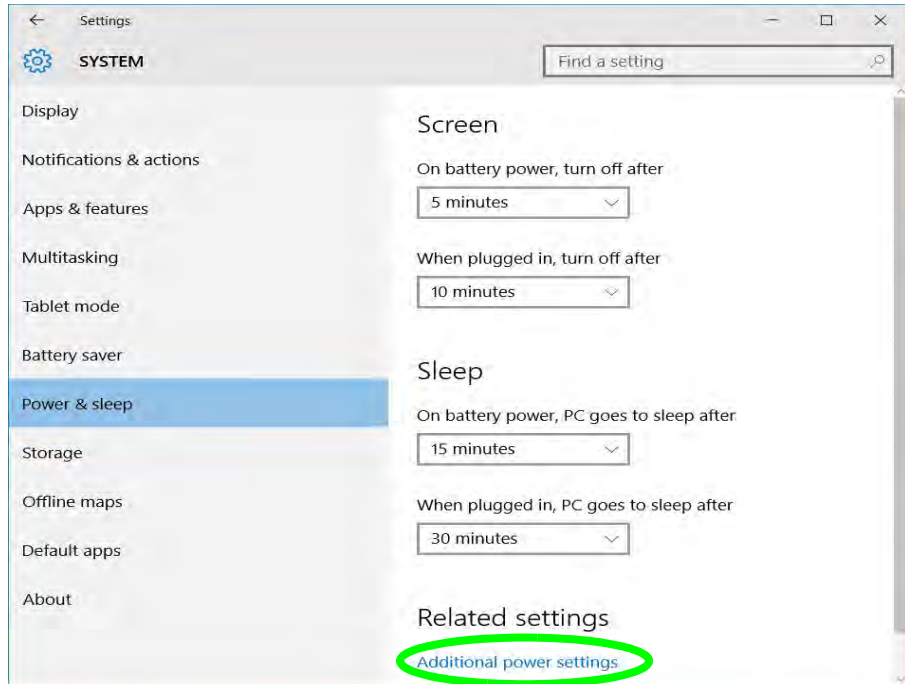 Settings
SYSTEM
Find a setting
Display
Notifications & actions
Apps & features
Multitasking
Tablet mode
Battery saver
Power & sleep
Storage
Offline maps
Default apps
About
Screen
On battery power, turn off after
5 minutes
When plugged in, turn off after
10 minutes
Sleep
On battery power, PC goes to sleep after
15 minutes
When plugged in, PC goes to sleep after
30 minutes
Related settings
Additional power settings